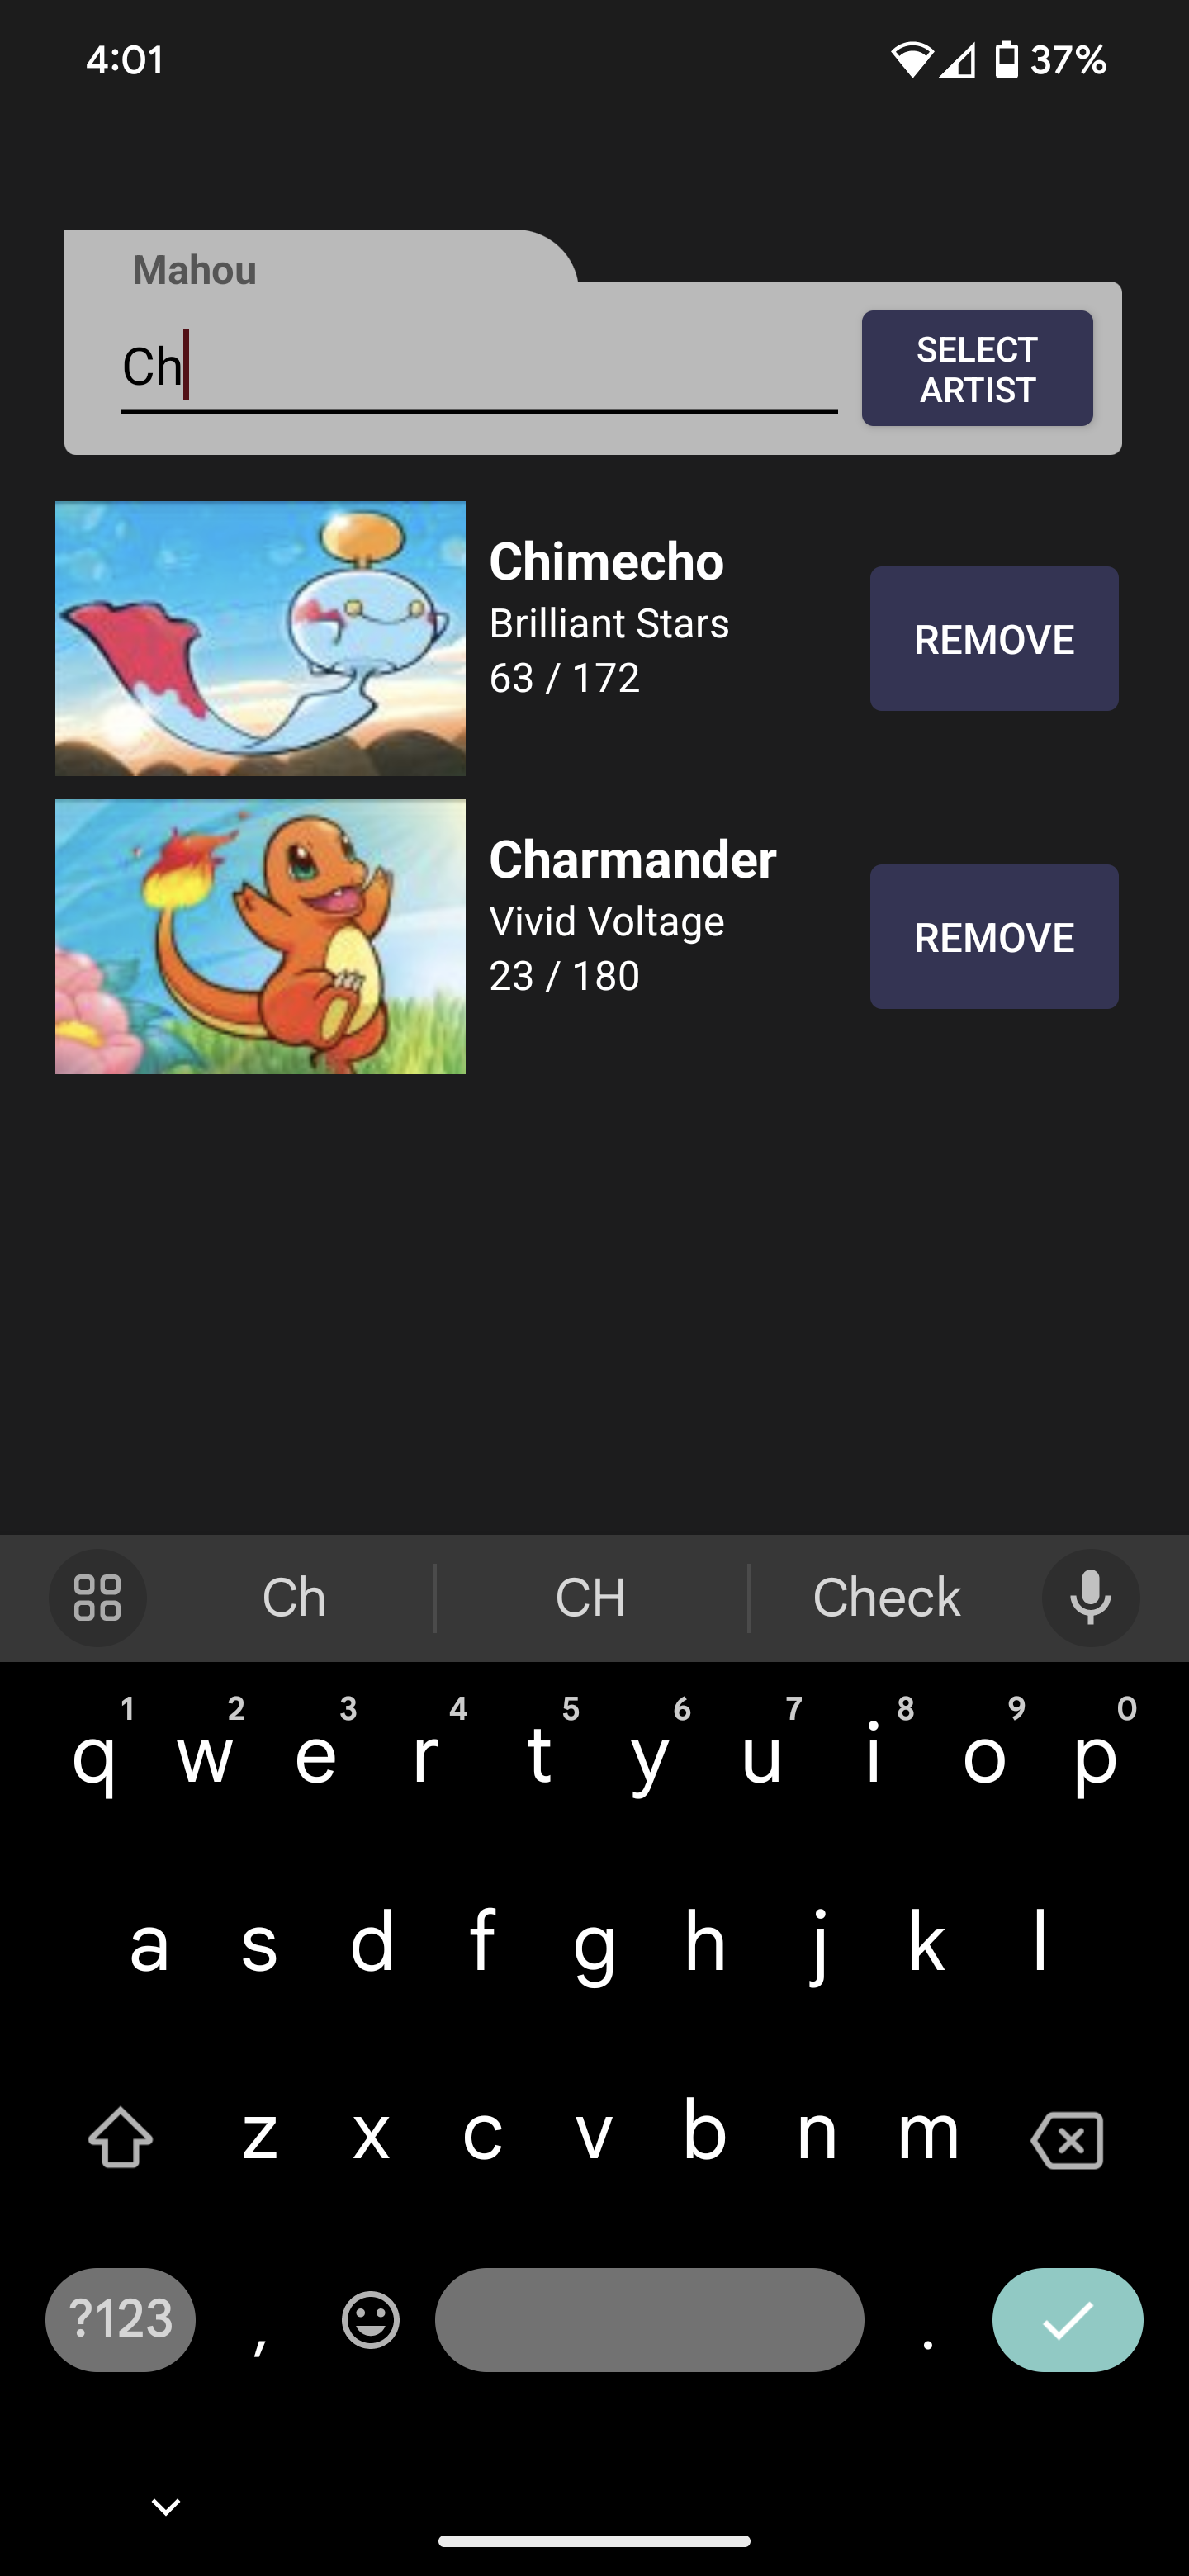 4:01
37%
Mahou
Ch
SELECT
ARTIST
Chimecho
Brilliant Stars
63 / 172
REMOVE
Charmander
Vivid Voltage
23 / 180
REMOVE
Ch CH Check
1 2 3 4 5 6 7 8 9 0
q w e r t y u i o p
a s d f g h j k l
z x c v b n m
?123 , .